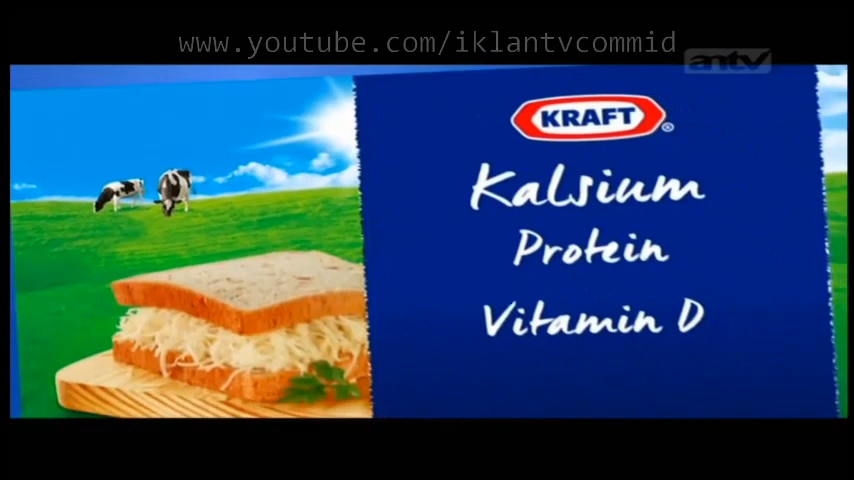 www.youtube.com/iklantvcommid
antv
KRAFT®
Kalsium
Protein
Vitamin D